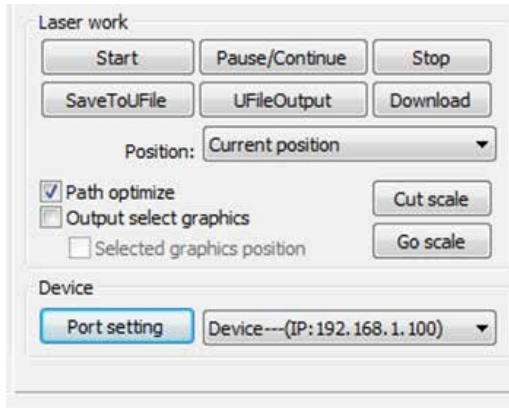 Laser work
Start Pause/Continue Stop
SaveToUFile UFileOutput Download
Position: Current position
Path optimize Cut scale
Output select graphics
Selected graphics position Go scale
Device
Port setting Device---(IP:192.168.1.100)